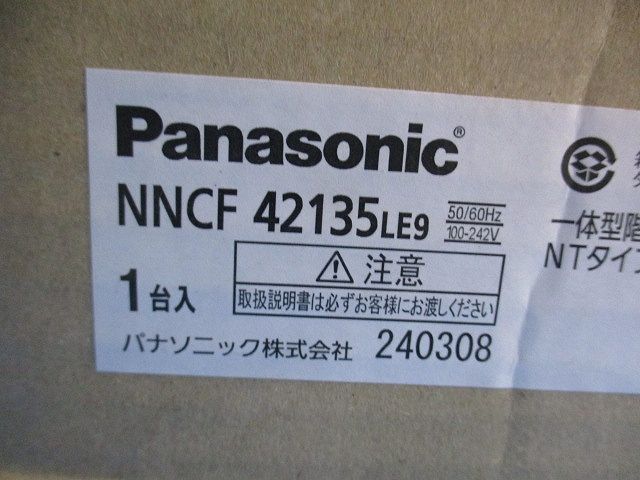 Panasonic®
NNCF 42135LE9 50/60Hz 100-242V
一体型階
NTタイプ
1台入
⚠注意
取扱説明書は必ずお客様にお渡しください
パナソニック株式会社 240308